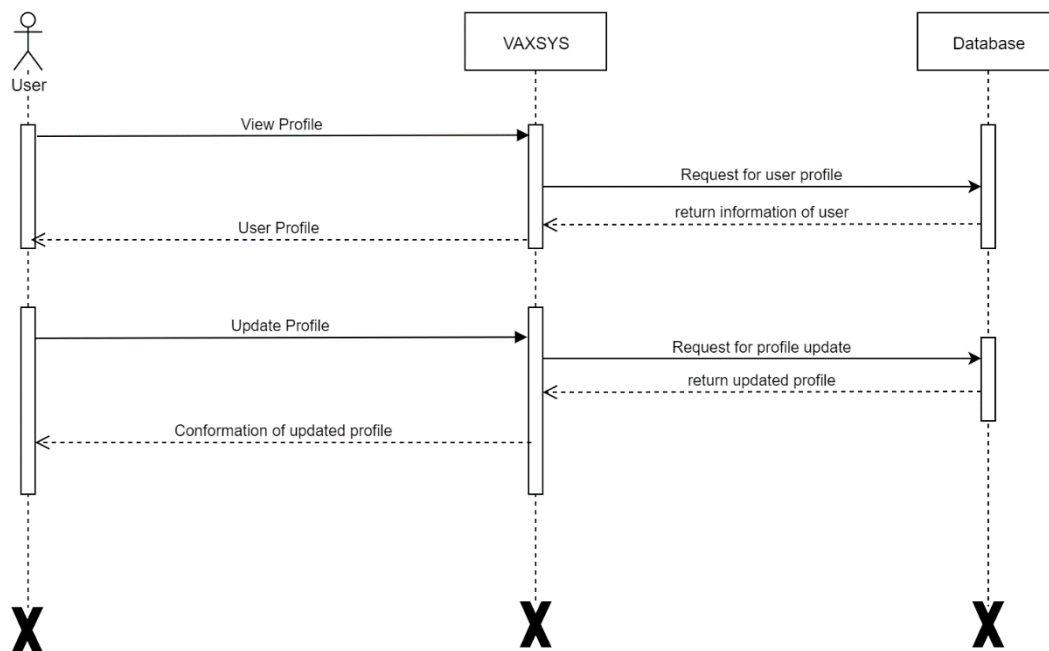 VAXSYS
Database
User
View Profile
Request for user profile
return information of user
User Profile
Update Profile
Request for profile update
return updated profile
Conformation of updated profile